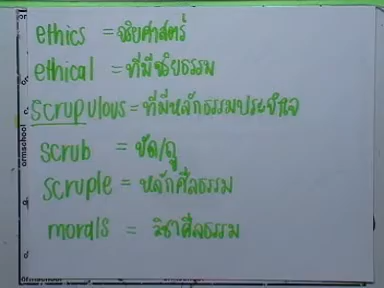 ethics = จริยศาสตร์
ethical = ที่มีจริยธรรม
scrupulous = ที่มีหลักธรรมประจำใจ
scrub = ขัด/ถู
scruple = หลักศีลธรรม
morals = วิชาศีลธรรม